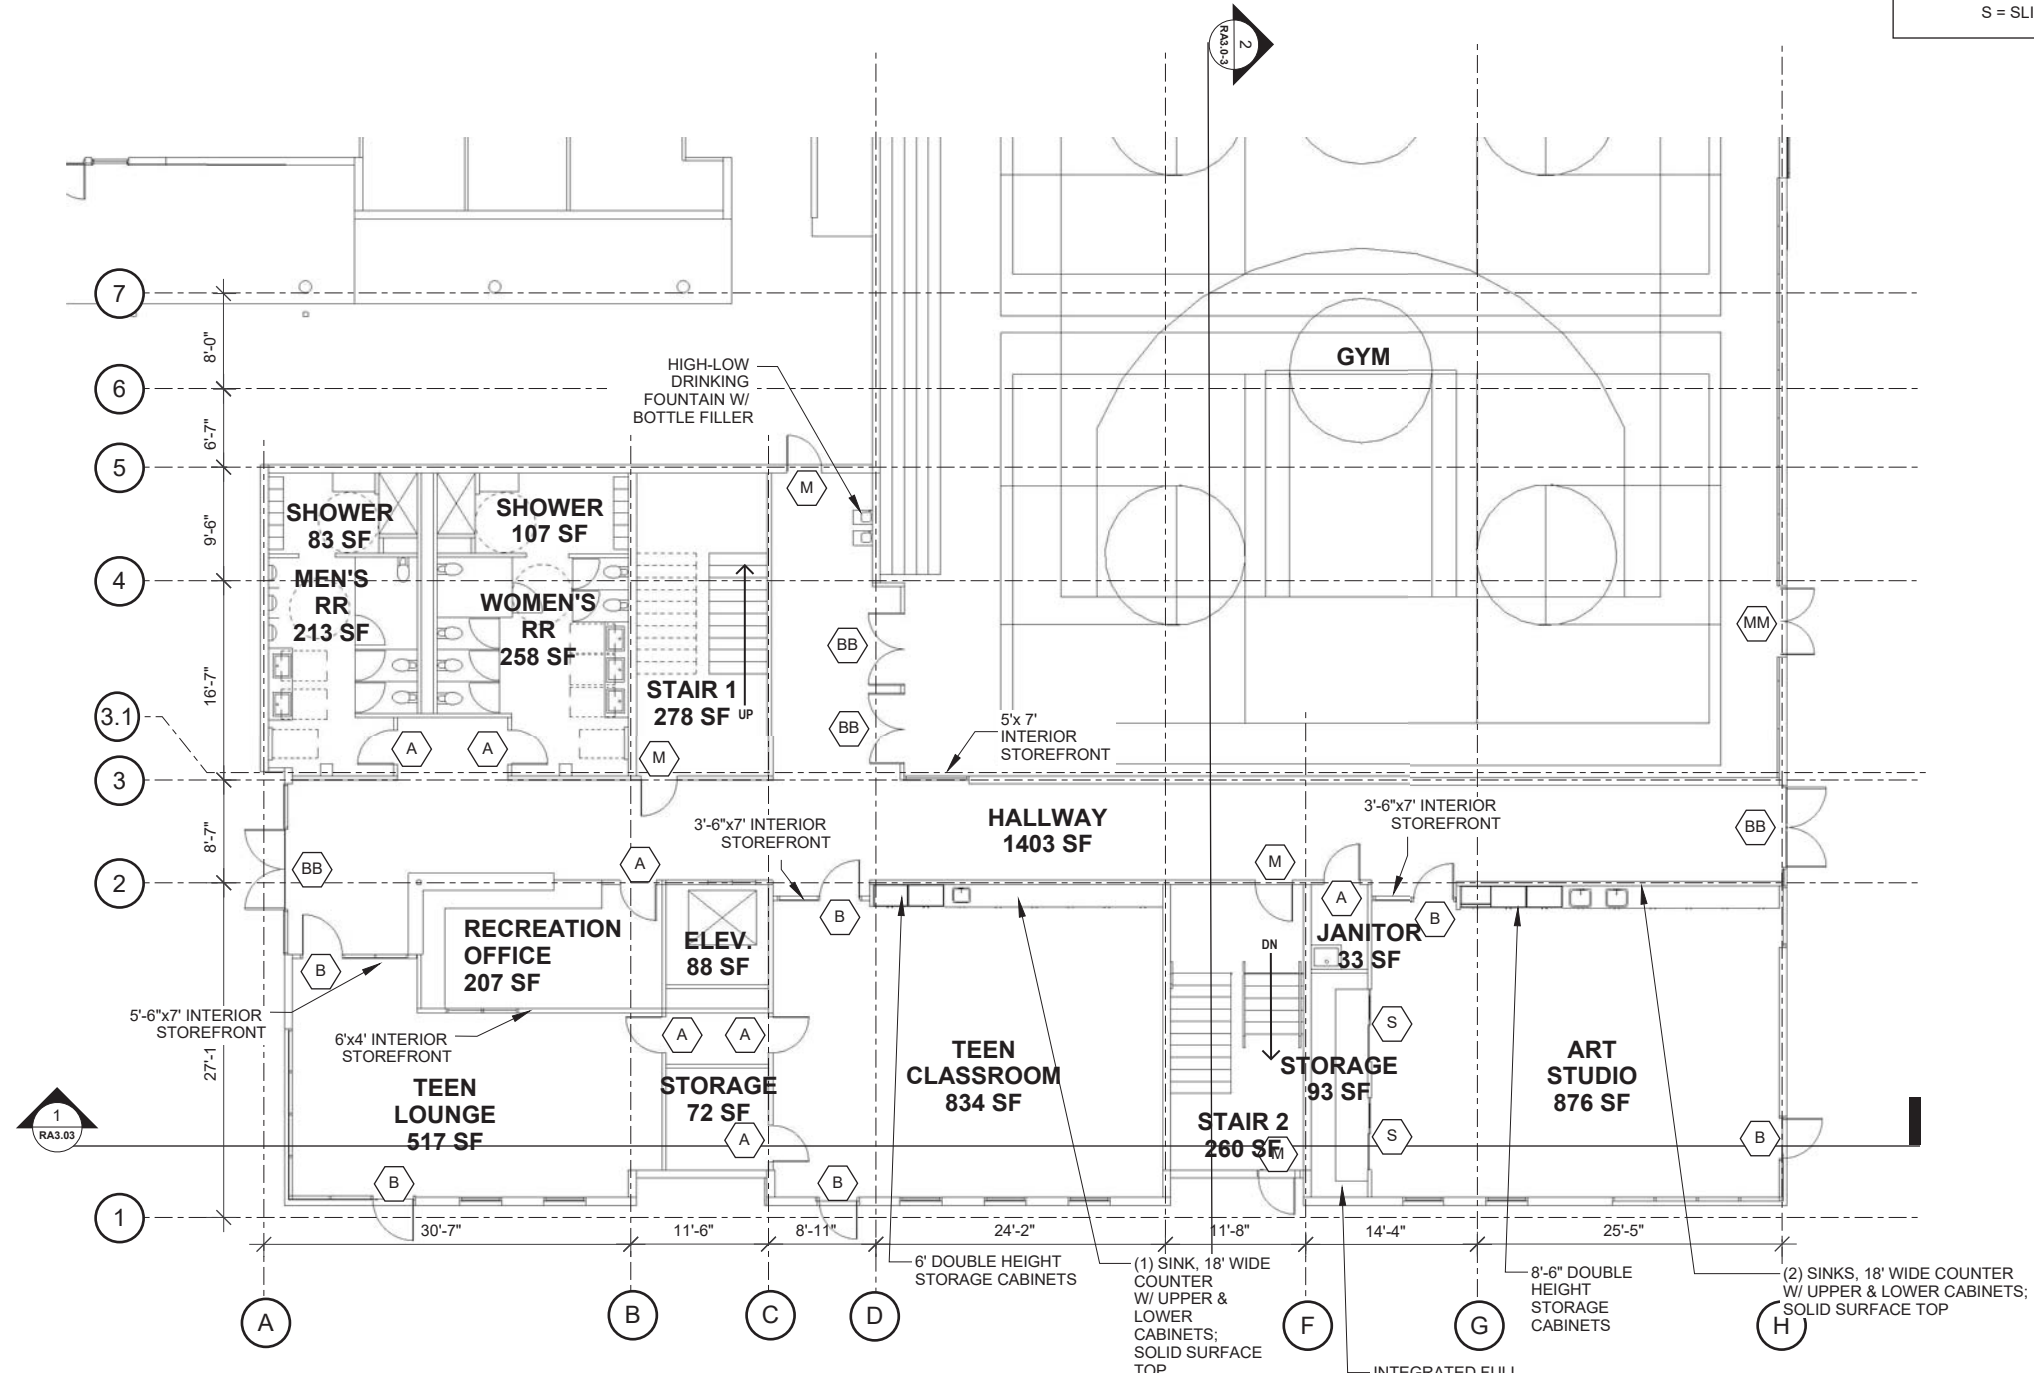 S = SLI
2
RA3.0-3
7
8'-0"
6
6'-7"
5
9'-6"
4
16'-7"
3.1
3
8'-7"
2
27'-1
1
HIGH-LOW
DRINKING
FOUNTAIN W/
BOTTLE FILLER
GYM
M
SHOWER
83 SF
SHOWER
107 SF
MEN'S
RR
213 SF
WOMEN'S
RR
258 SF
STAIR 1
278 SF
UP
BB
BB
MM
A
A
M
5'x 7'
INTERIOR
STOREFRONT
HALLWAY
1403 SF
3'-6"x7' INTERIOR
STOREFRONT
3'-6"x7' INTERIOR
STOREFRONT
BB
BB
A
M
A
B
B
RECREATION
OFFICE
207 SF
ELEV.
88 SF
JANITOR
33 SF
DN
B
5'-6"x7' INTERIOR
STOREFRONT
6'x4' INTERIOR
STOREFRONT
A
A
S
TEEN
LOUNGE
517 SF
STORAGE
72 SF
TEEN
CLASSROOM
834 SF
STORAGE
93 SF
ART
STUDIO
876 SF
STAIR 2
260 SF
M
A
S
B
B
B
1
RA3.03
30'-7"
11'-6"
8'-11"
24'-2"
11'-8"
14'-4"
25'-5"
6' DOUBLE HEIGHT
STORAGE CABINETS
(1) SINK, 18' WIDE
COUNTER
W/ UPPER &
LOWER
CABINETS;
SOLID SURFACE
TOP
8'-6" DOUBLE
HEIGHT
STORAGE
CABINETS
(2) SINKS, 18' WIDE COUNTER
W/ UPPER & LOWER CABINETS;
SOLID SURFACE TOP
INTEGRATED FULL
A
B
C
D
F
G
H